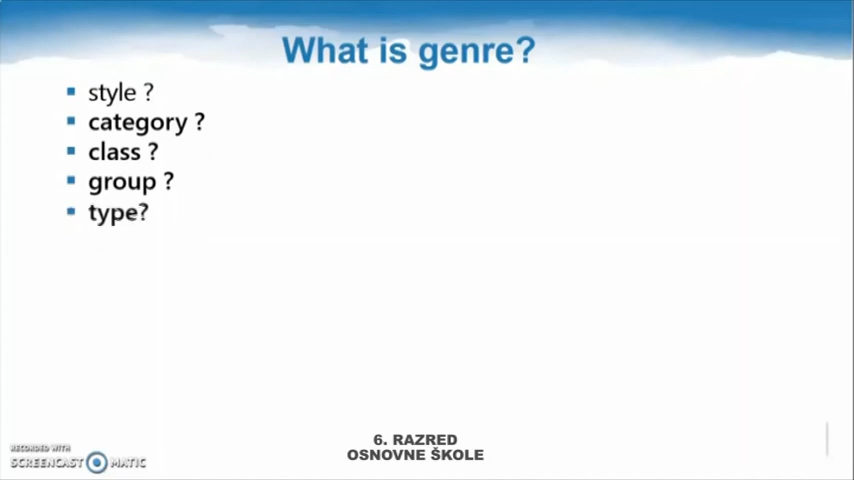 What is genre?
style ?
category ?
class ?
group ?
type?
6. RAZRED
OSNOVNE ŠKOLE
RECORDED WITH
SCREENCAST MATIC